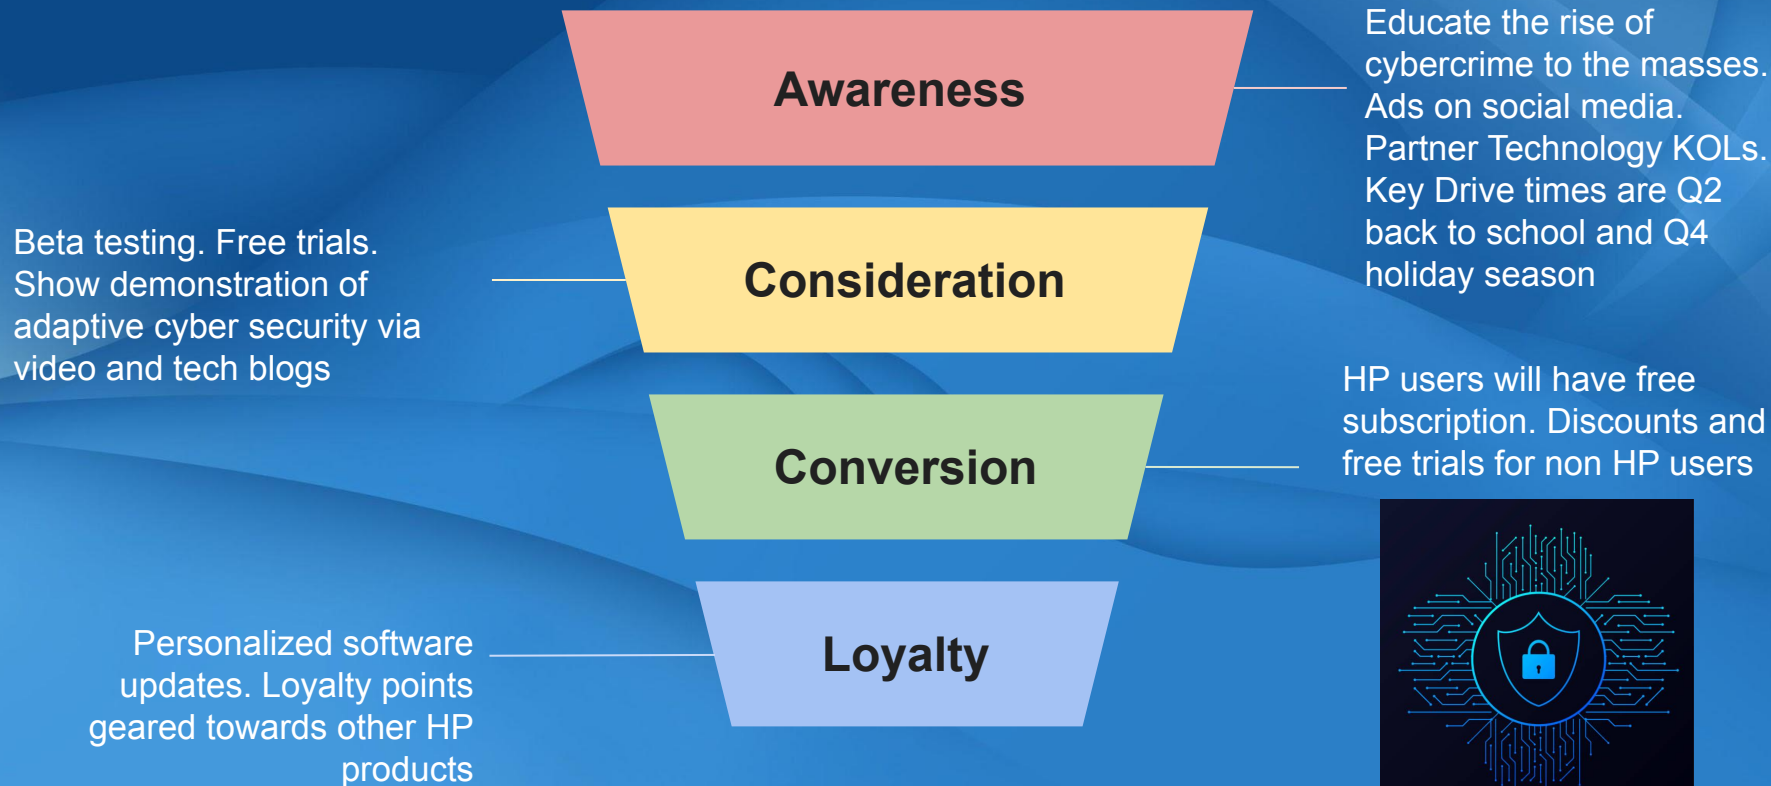 Awareness
Educate the rise of
cybercrime to the masses.
Ads on social media.
Partner Technology KOLs.
Key Drive times are Q2
back to school and Q4
holiday season
Consideration
Beta testing. Free trials.
Show demonstration of
adaptive cyber security via
video and tech blogs
Conversion
HP users will have free
subscription. Discounts and
free trials for non HP users
Loyalty
Personalized software
updates. Loyalty points
geared towards other HP
products